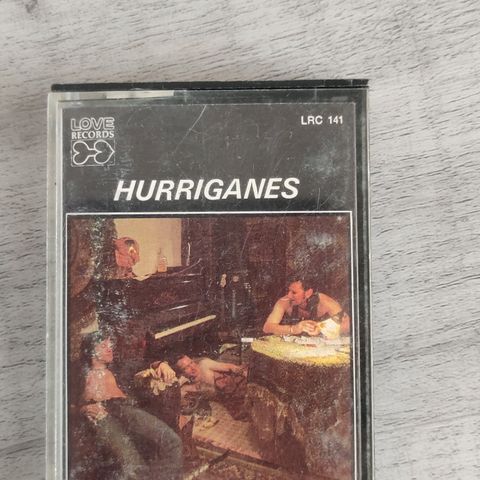 LOVE
RECORDS
LRC 141
HURRIGANES